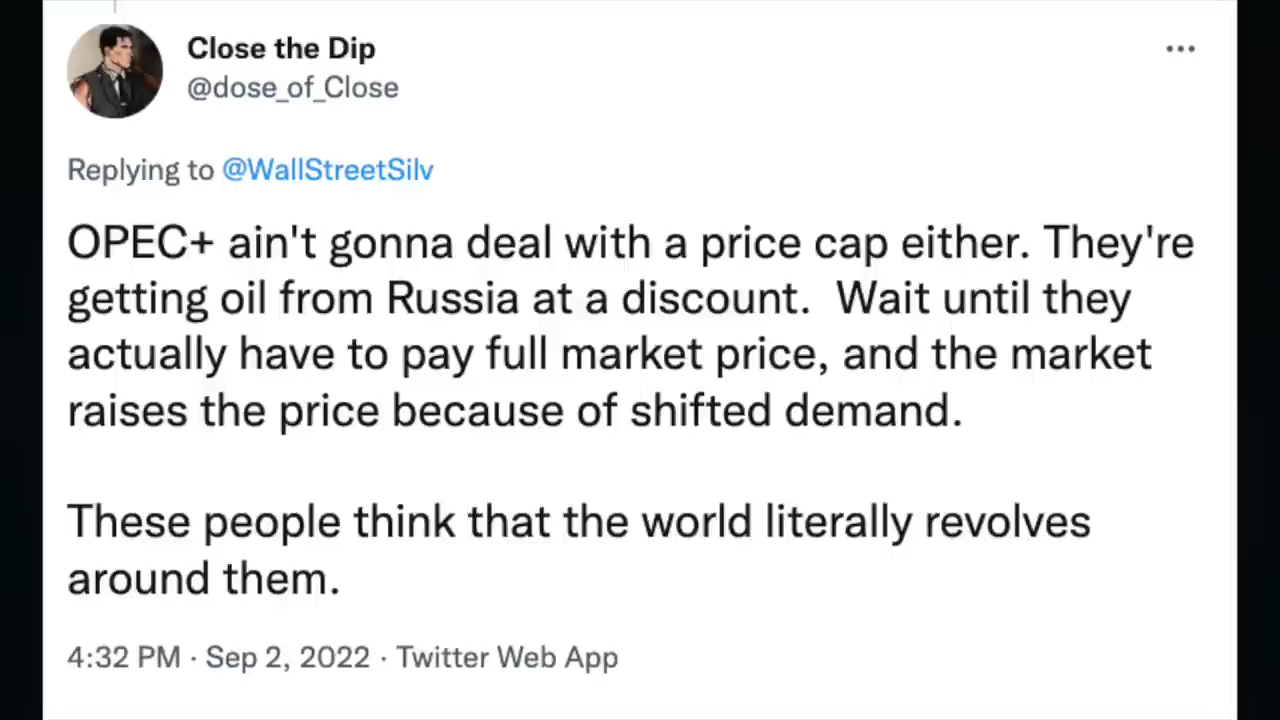 Close the Dip
@dose_of_Close
Replying to @WallStreetSilv
OPEC+ ain't gonna deal with a price cap either. They're
getting oil from Russia at a discount.  Wait until they
actually have to pay full market price, and the market
raises the price because of shifted demand.
These people think that the world literally revolves
around them.
4:32 PM · Sep 2, 2022 · Twitter Web App